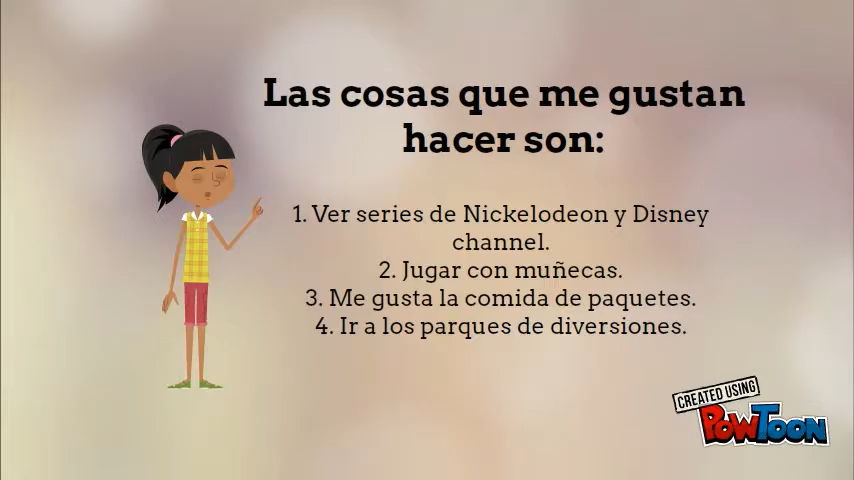 Las cosas que me gustan
hacer son:
1. Ver series de Nickelodeon y Disney
channel.
2. Jugar con muñecas.
3. Me gusta la comida de paquetes.
4. Ir a los parques de diversiones.
CREATED USING
POWTOON